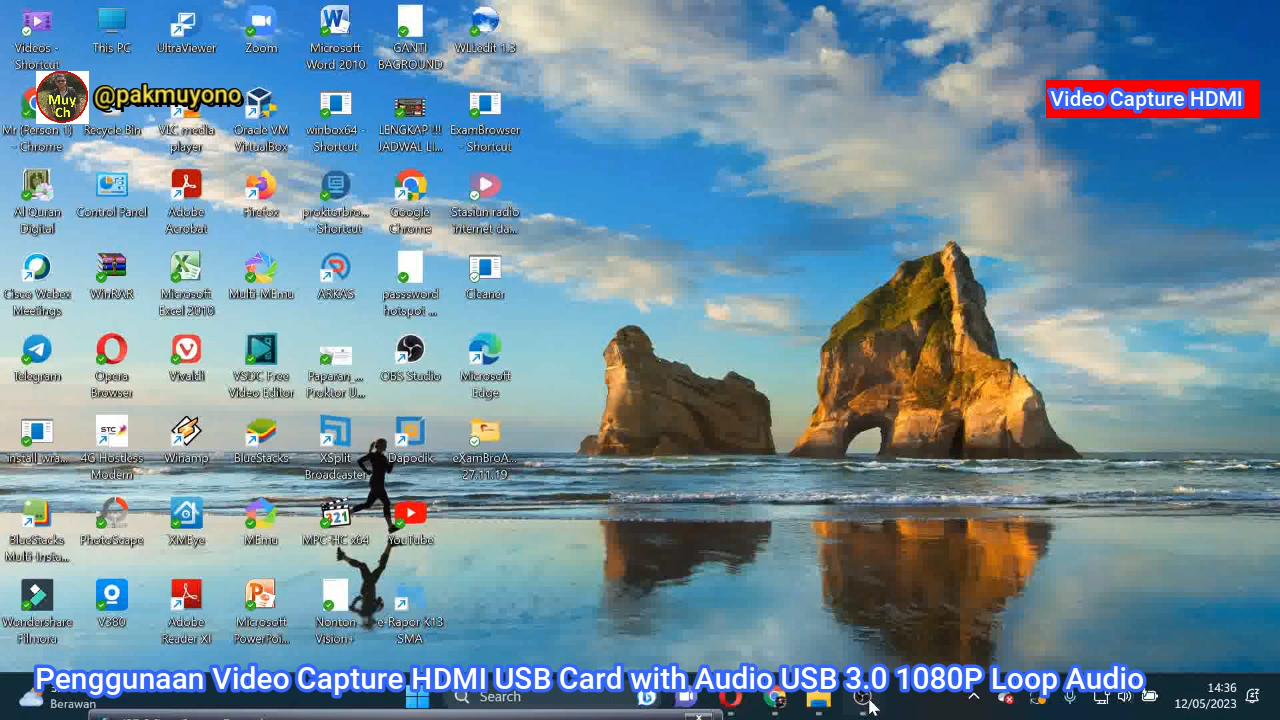 Videos - Shortcut
This PC
UltraViewer
Zoom
Microsoft Word 2010
GANTI BAGROUND
WLLedit 1.3
Muy Ch
@pakmuyono
Video Capture HDMI
Mr (Person 1) - Chrome
Recycle Bin
VLC media player
Oracle VM VirtualBox
winbox64 - Shortcut
LENGKAP !!! JADWAL LI...
ExamBrowser - Shortcut
Al Quran Digital
Control Panel
Adobe Acrobat
Firefox
proktorbro... - Shortcut
Google Chrome
Stasiun radio internet da...
Cisco Webex Meetings
WinRAR
Microsoft Excel 2010
Multi-MEmu
ARKAS
passsword hotspot ...
Cleaner
Telegram
Opera Browser
Vivaldi
VSDC Free Video Editor
Paparan_... Proktor U...
OBS Studio
Microsoft Edge
install_wra...
STC
4G Hostless Modem
Winamp
BlueStacks
XSplit Broadcaster
Dapodik
eXamBroA... 27.11.19
BlueStacks Multi-Insta...
PhotoScape
XMEye
MEmu
321
MPC-HC x64
YouTube
Wondershare Filmora
V380
Adobe Reader XI
Microsoft PowerPoi...
Nonton Vision+
e-Rapor K13 SMA
Penggunaan Video Capture HDMI USB Card with Audio USB 3.0 1080P Loop Audio
Berawan
Search
14:36
12/05/2023